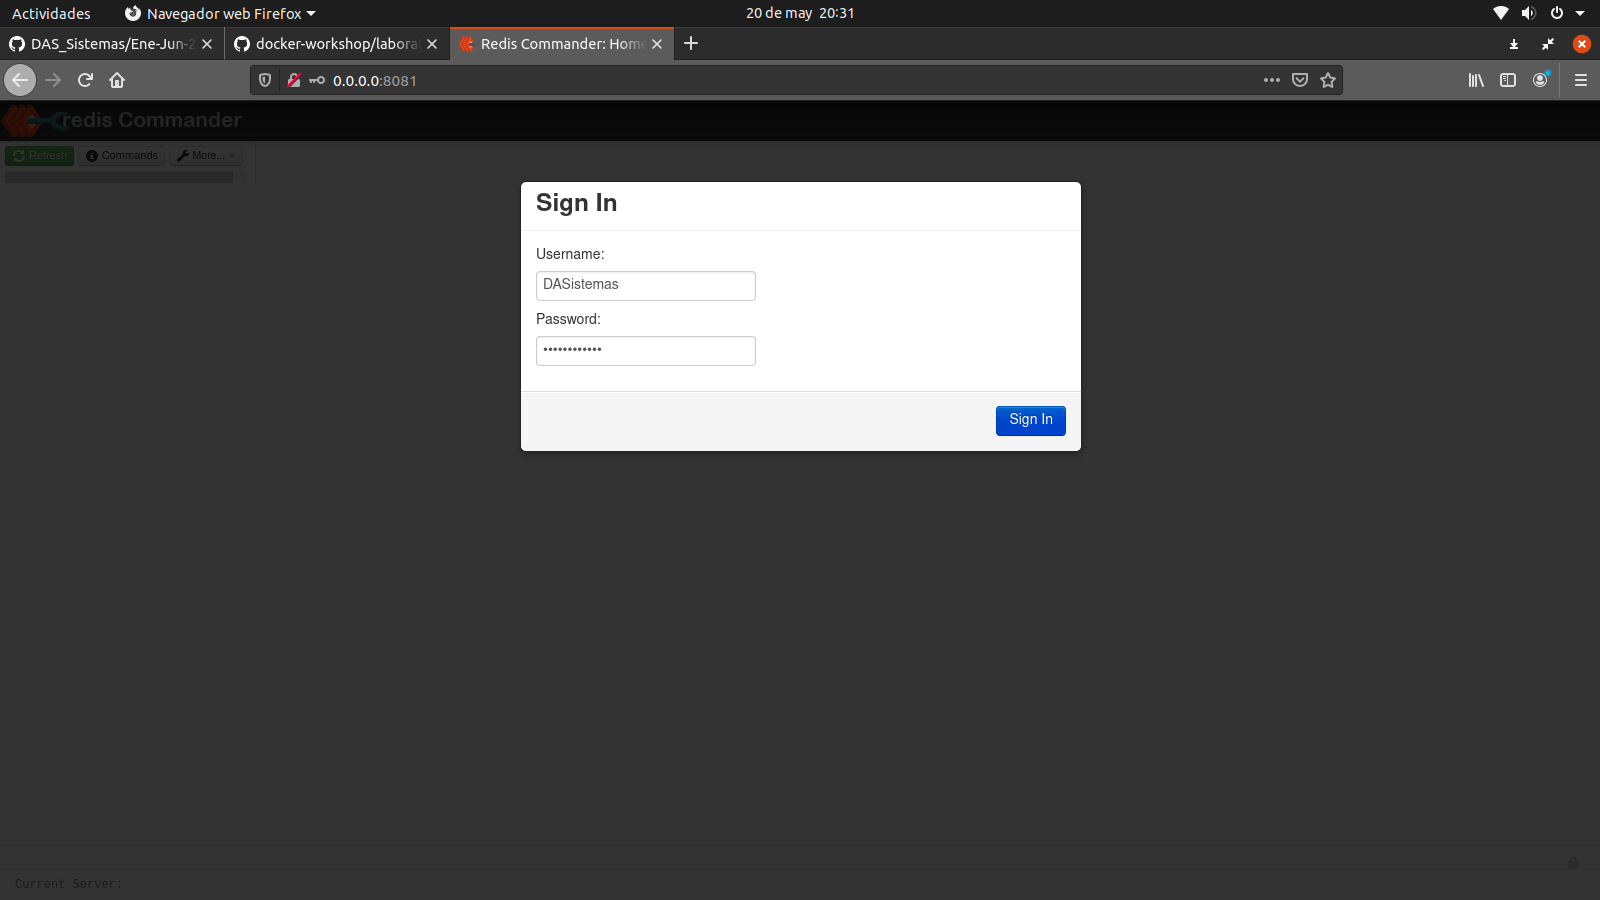 Actividades Navegador web Firefox 20 de may 20:31
DAS_Sistemas/Ene-Jun-2 docker-workshop/labora Redis Commander: Home
0.0.0.0:8081
redis Commander
Refresh Commands More...
Sign In
Username:
DASistemas
Password:
••••••••••••
Sign In
Current Server: